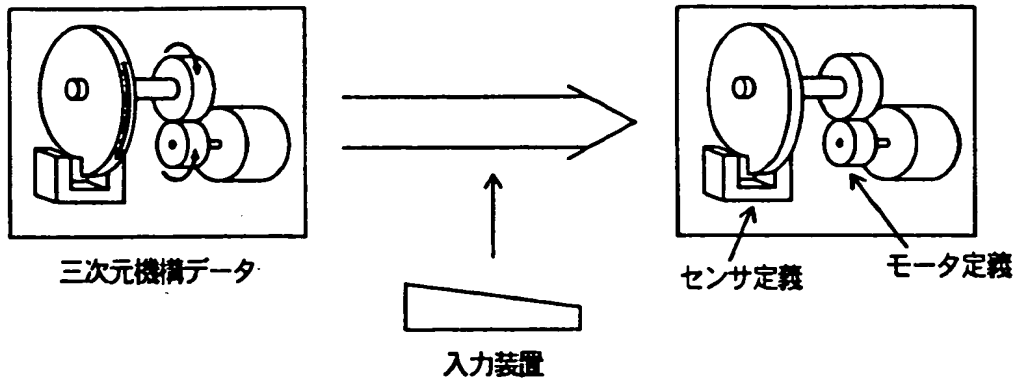 三次元機構データ
センサ定義
モータ定義
入力装置